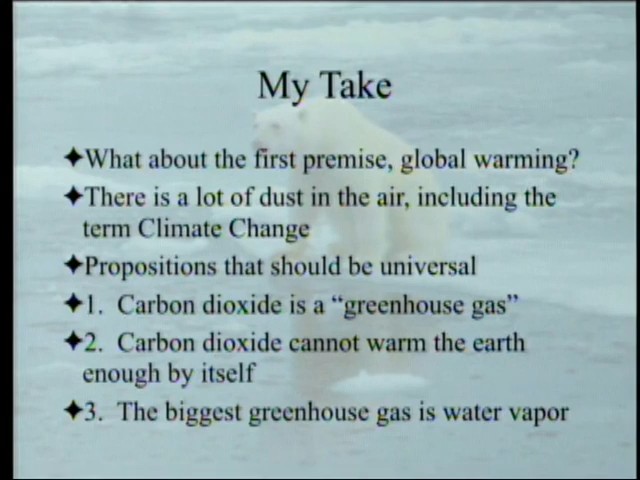 My Take
✦What about the first premise, global warming?
✦There is a lot of dust in the air, including the
term Climate Change
✦Propositions that should be universal
✦1. Carbon dioxide is a “greenhouse gas”
✦2. Carbon dioxide cannot warm the earth
enough by itself
✦3. The biggest greenhouse gas is water vapor